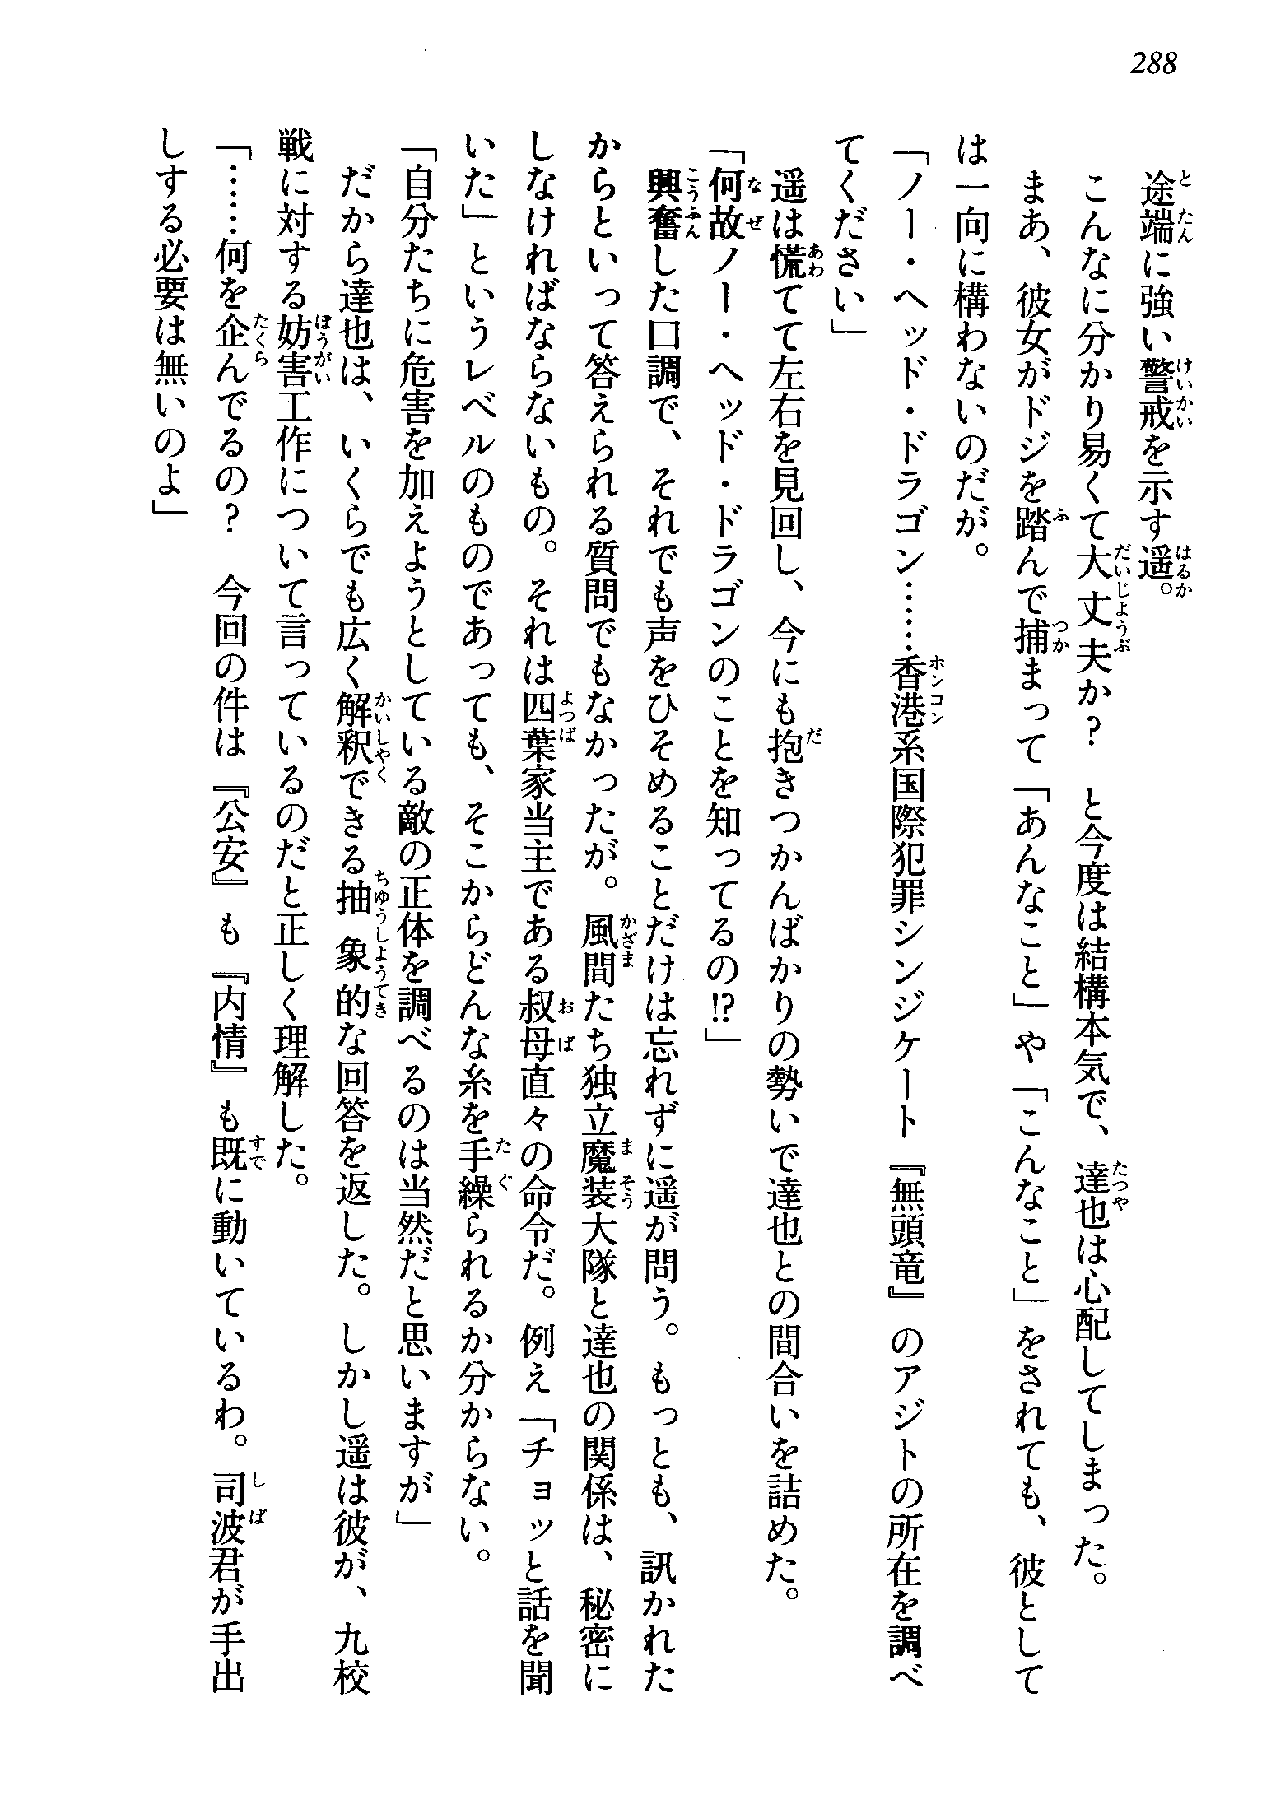 288
途端に強い警戒を示す遥。
こんなに分かり易くて大丈夫か？　と今度は結構本気で、達也は心配してしまった。
まあ、彼女がドジを踏んで捕まって「あんなこと」や「こんなこと」をされても、彼として
は一向に構わないのだが。
「ノー・ヘッド・ドラゴン……香港系国際犯罪シンジケート『無頭竜』のアジトの所在を調べ
てください」
遥は慌てて左右を見回し、今にも抱きつかんばかりの勢いで達也との間合いを詰めた。
「何故ノー・ヘッド・ドラゴンのことを知ってるの!?」
興奮した口調で、それでも声をひそめることだけは忘れずに遥が問う。もっとも、訊かれた
からといって答えられる質問でもなかったが。風間たち独立魔装大隊と達也の関係は、秘密に
しなければならないもの。それは四葉家当主である叔母直々の命令だ。例え「チョッと話を聞
いた」というレベルのものであっても、そこからどんな糸を手繰られるか分からない。
「自分たちに危害を加えようとしている敵の正体を調べるのは当然だと思いますが」
だから達也は、いくらでも広く解釈できる抽象的な回答を返した。しかし遥は彼が、九校
戦に対する妨害工作について言っているのだと正しく理解した。
「……何を企んでるの？　今回の件は『公安』も『内情』も既に動いているわ。司波君が手出
しする必要は無いのよ」